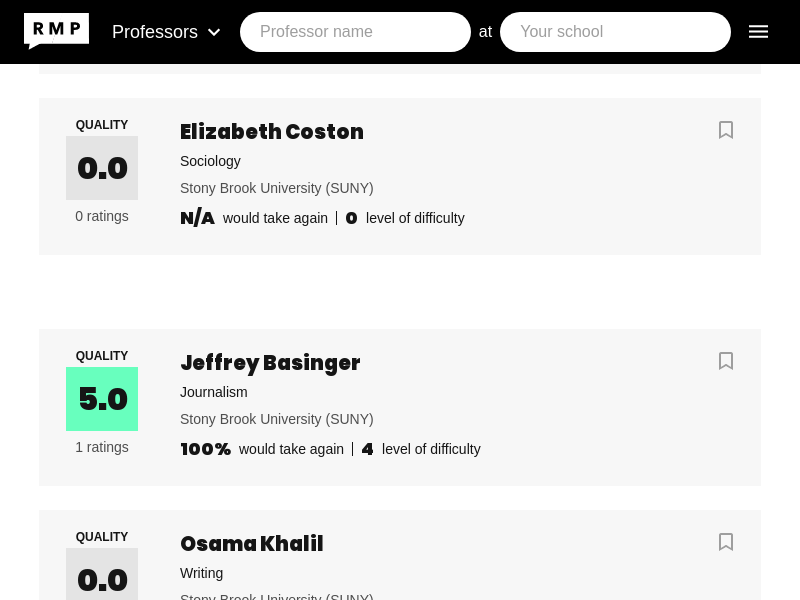 RMP
Professors
Professor name
at
Your school
QUALITY
0.0
0 ratings
Elizabeth Coston
Sociology
Stony Brook University (SUNY)
N/A would take again
0 level of difficulty
QUALITY
5.0
1 ratings
Jeffrey Basinger
Journalism
Stony Brook University (SUNY)
100% would take again
4 level of difficulty
QUALITY
0.0
Osama Khalil
Writing
Stony Brook University (SUNY)